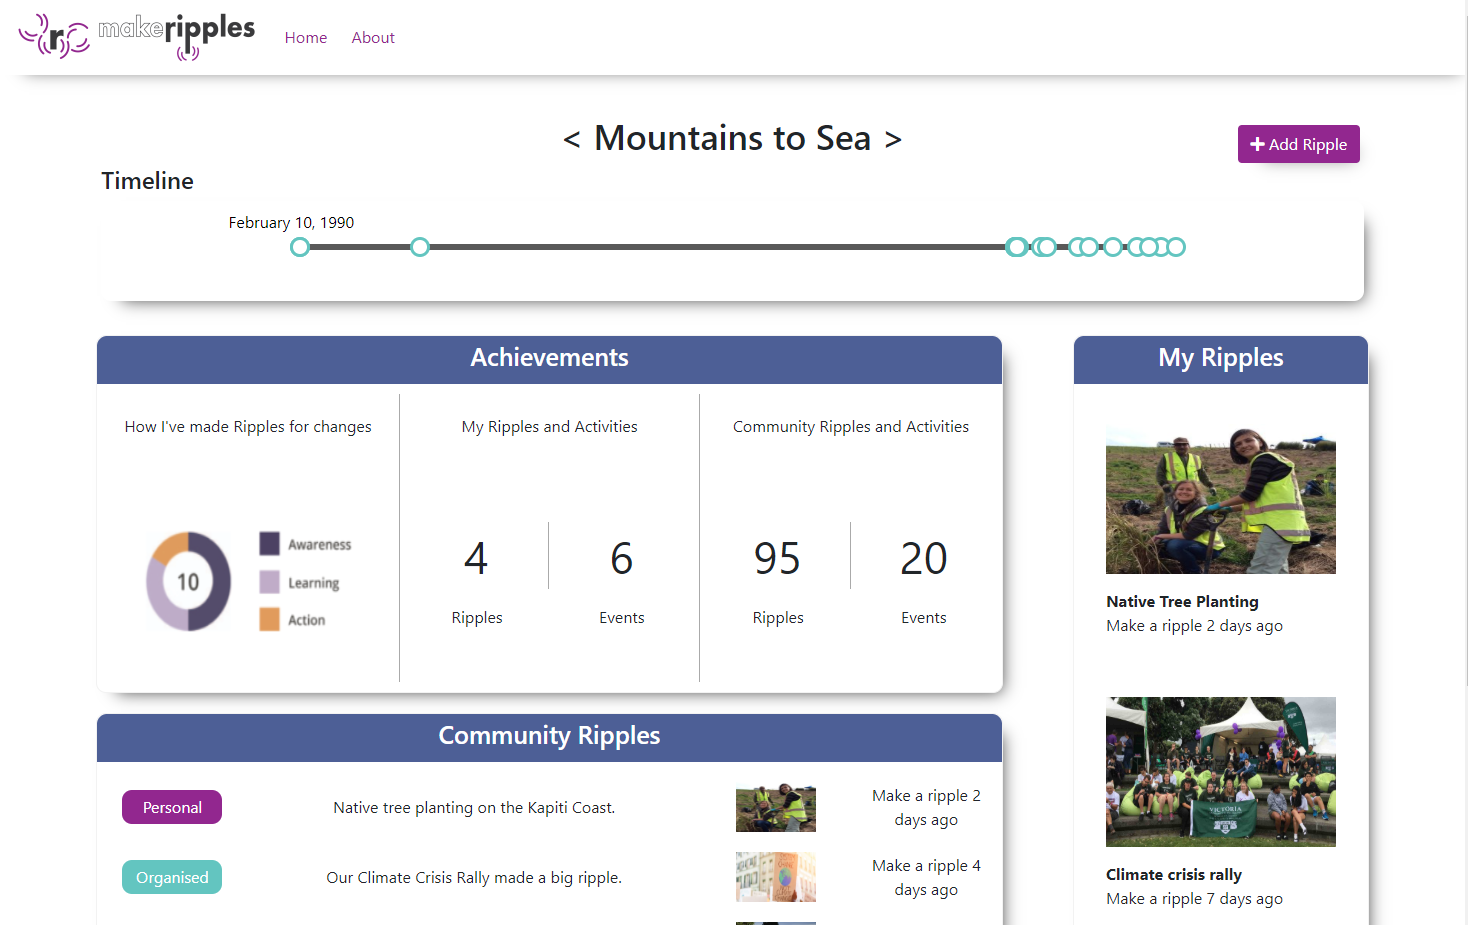 makeripples
Home
About
< Mountains to Sea >
Add Ripple
Timeline
February 10, 1990
Achievements
How I've made Ripples for changes
10
Awareness
Learning
Action
My Ripples and Activities
4
Ripples
6
Events
Community Ripples and Activities
95
Ripples
20
Events
Community Ripples
Personal
Native tree planting on the Kapiti Coast.
Make a ripple 2
days ago
Organised
Our Climate Crisis Rally made a big ripple.
Make a ripple 4
days ago
My Ripples
Native Tree Planting
Make a ripple 2 days ago
VICTORIA
Climate crisis rally
Make a ripple 7 days ago